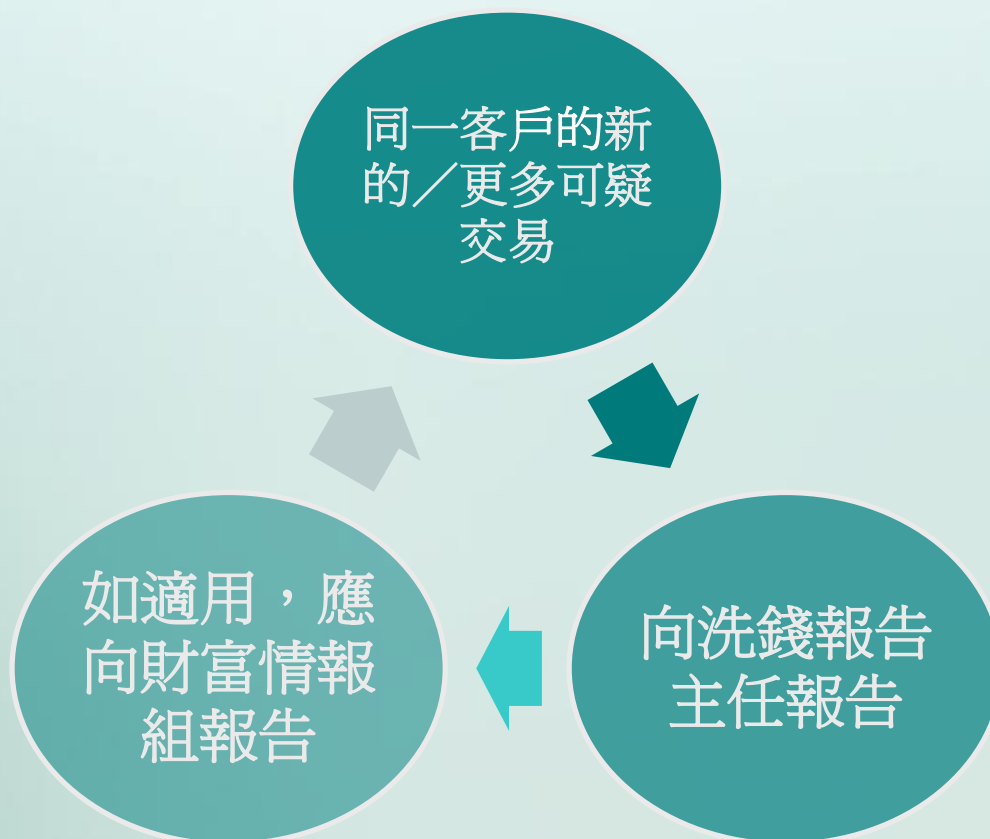 同一客戶的新
的／更多可疑
交易
向洗錢報告
主任報告
如適用，應
向財富情報
組報告